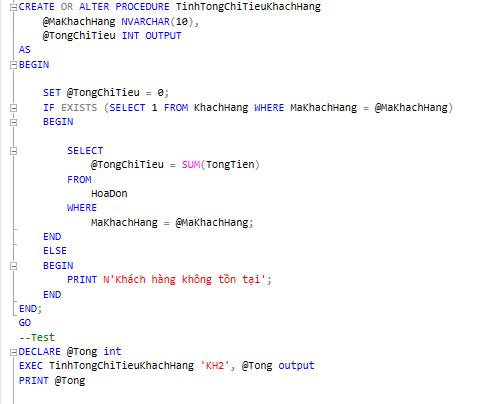 CREATE OR ALTER PROCEDURE TinhTongChiTieuKhachHang
@MaKhachHang NVARCHAR(10),
@TongChiTieu INT OUTPUT
AS
BEGIN
SET @TongChiTieu = 0;
IF EXISTS (SELECT 1 FROM KhachHang WHERE MaKhachHang = @MaKhachHang)
BEGIN
SELECT
@TongChiTieu = SUM(TongTien)
FROM
HoaDon
WHERE
MaKhachHang = @MaKhachHang;
END
ELSE
BEGIN
PRINT N'Khách hàng không tồn tại';
END
END;
GO
--Test
DECLARE @Tong int
EXEC TinhTongChiTieuKhachHang 'KH2', @Tong output
PRINT @Tong